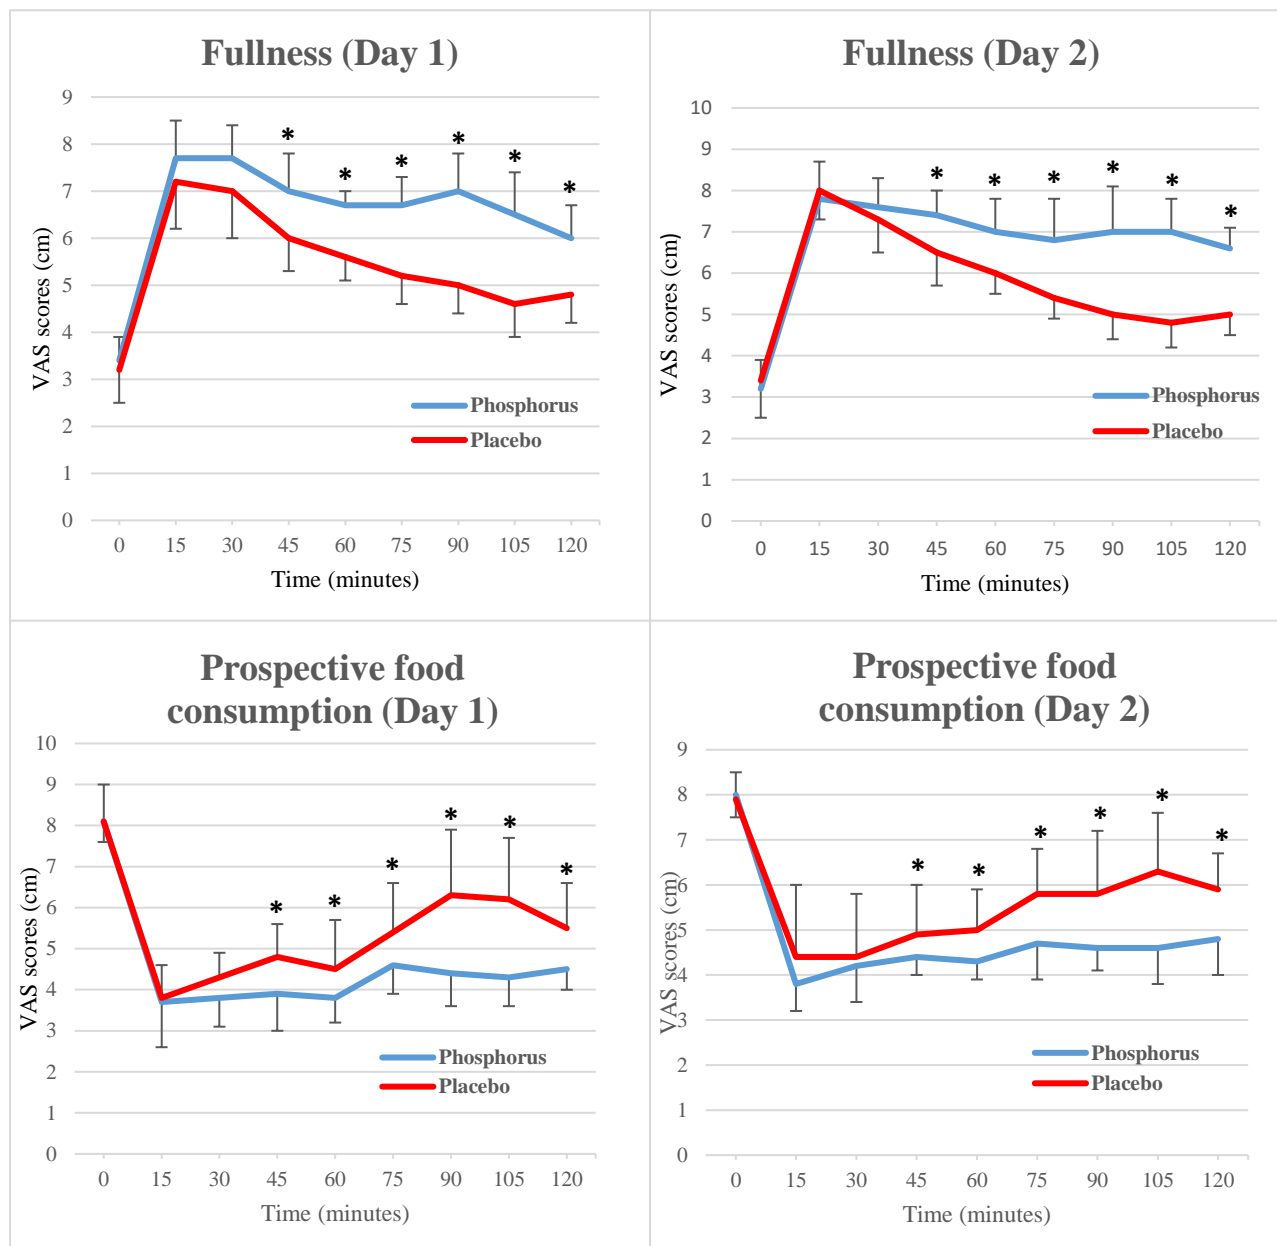 Fullness (Day 1)
9
8
7
6
5
4
3
2
1
0
VAS scores (cm)
* * * * * *
Phosphorus
Placebo
0 15 30 45 60 75 90 105 120
Time (minutes)
Fullness (Day 2)
10
9
8
7
6
5
4
3
2
1
0
VAS scores (cm)
* * * * * *
Phosphorus
Placebo
0 15 30 45 60 75 90 105 120
Time (minutes)
Prospective food
consumption (Day 1)
10
9
8
7
6
5
4
3
2
1
0
VAS scores (cm)
* * * * * *
Phosphorus
Placebo
0 15 30 45 60 75 90 105 120
Time (minutes)
Prospective food
consumption (Day 2)
9
8
7
6
5
4
3
2
1
0
VAS scores (cm)
* * * * * *
Phosphorus
Placebo
0 15 30 45 60 75 90 105 120
Time (minutes)